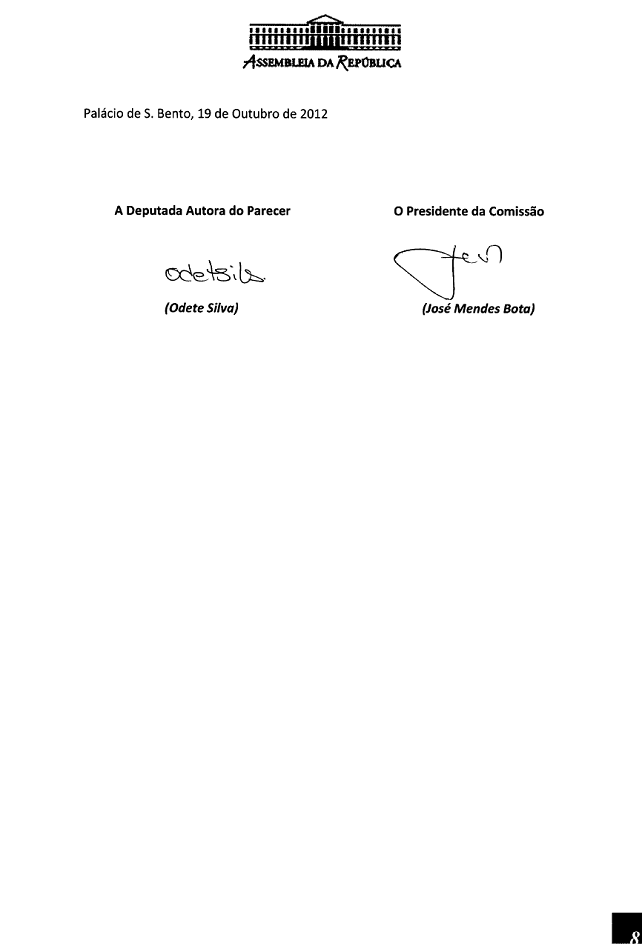 ASSEMBLEIA DA REPÚBLICA
Palácio de S. Bento, 19 de Outubro de 2012
A Deputada Autora do Parecer
O Presidente da Comissão
odetsilva
(Odete Silva)
(José Mendes Bota)
8